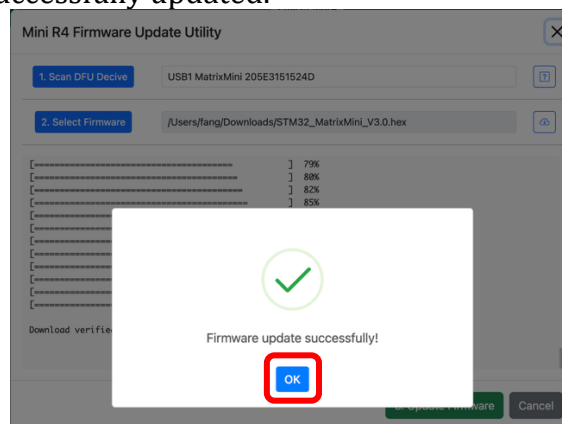 successfully updated.
Mini R4 Firmware Update Utility
1. Scan DFU Decive
USB1 MatrixMini 205E3151524D
2. Select Firmware
/Users/fang/Downloads/STM32_MatrixMini_V3.0.hex
[==================================== ] 79%
[===================================== ] 80%
[====================================== ] 82%
[======================================= ] 85%
Download verifie
Firmware update successfully!
OK
Update Firmware
Cancel